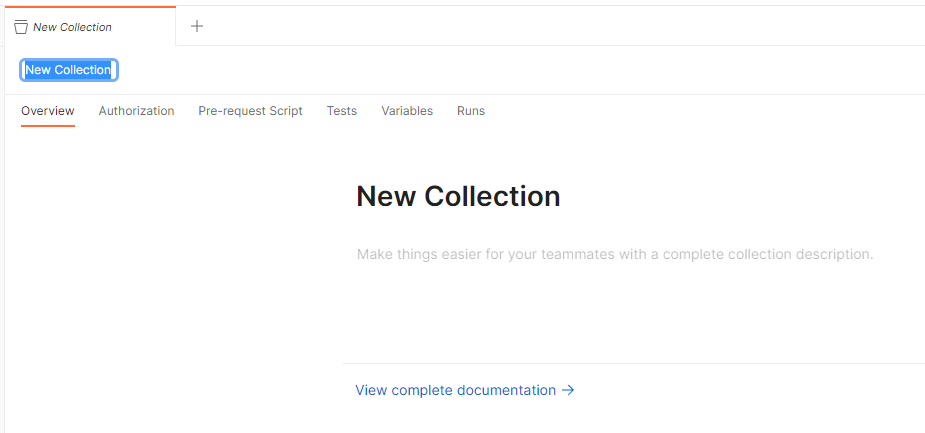 New Collection
New Collection
Overview Authorization Pre-request Script Tests Variables Runs
New Collection
Make things easier for your teammates with a complete collection description.
View complete documentation →